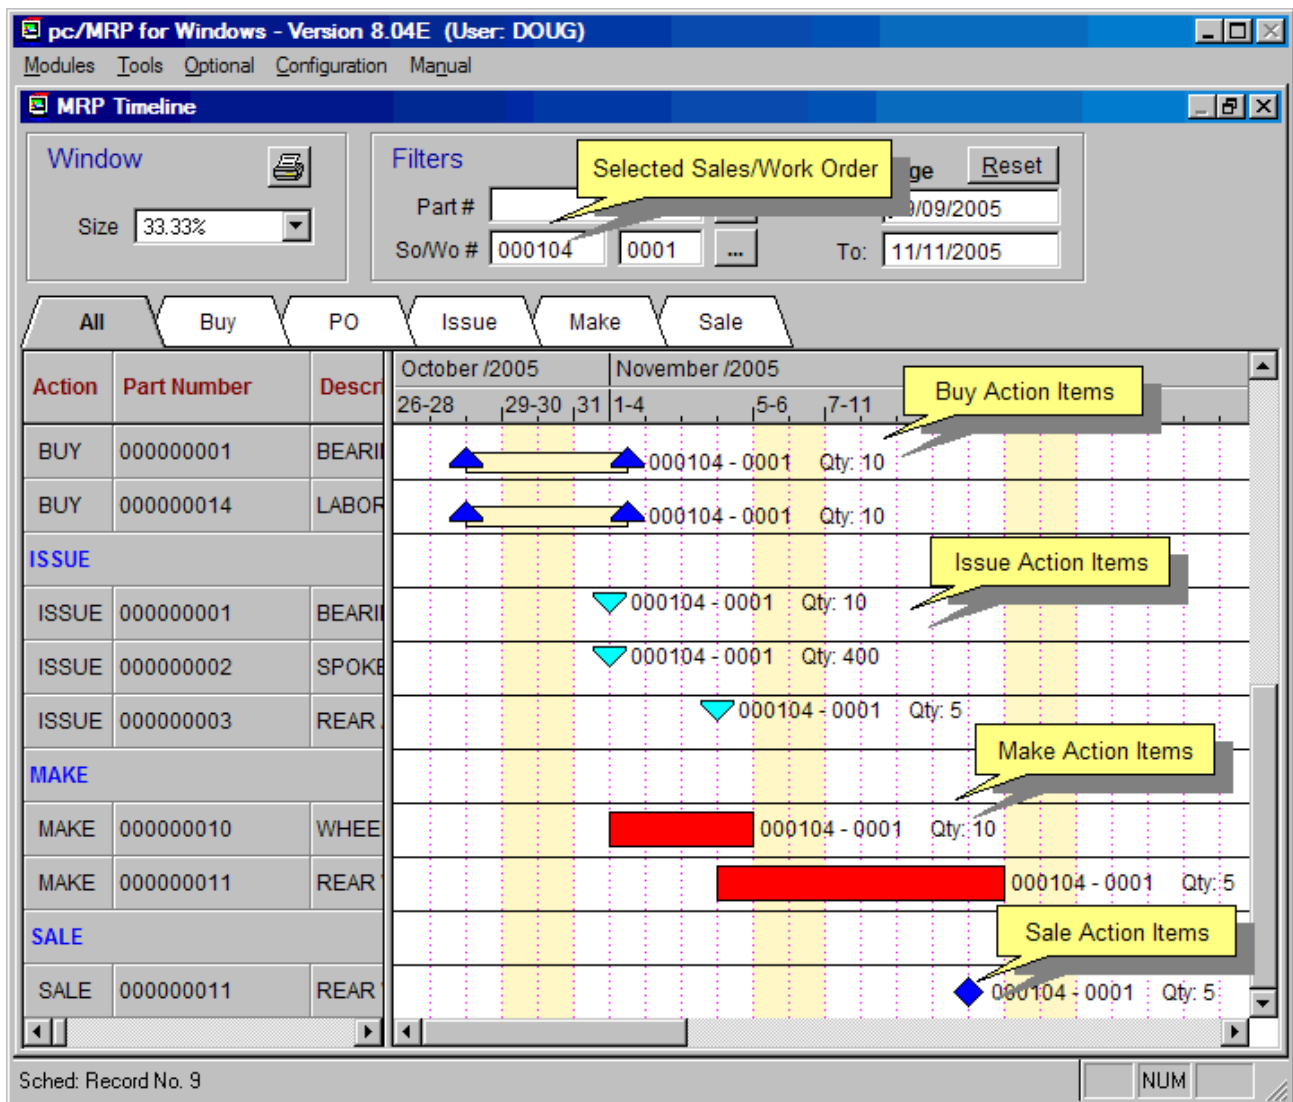 pc/MRP for Windows - Version 8.04E (User: DOUG)
Modules Tools Optional Configuration Manual
MRP Timeline
Window
Size 33.33%
Filters
Selected Sales/Work Order
Reset
Part #
/09/2005
So/Wo # 000104 0001 ... To: 11/11/2005
All Buy PO Issue Make Sale
Action Part Number Descri
October /2005 November /2005
26-28 29-30 31 1-4 5-6 7-11
Buy Action Items
BUY 000000001 BEARI 000104 - 0001 Qty: 10
BUY 000000014 LABOR 000104 - 0001 Qty: 10
ISSUE
Issue Action Items
ISSUE 000000001 BEARI 000104 - 0001 Qty: 10
ISSUE 000000002 SPOKE 000104 - 0001 Qty: 400
ISSUE 000000003 REAR 000104 - 0001 Qty: 5
MAKE
Make Action Items
MAKE 000000010 WHEE 000104 - 0001 Qty: 10
MAKE 000000011 REAR 000104 - 0001 Qty: 5
SALE
Sale Action Items
SALE 000000011 REAR 000104 - 0001 Qty: 5
Sched: Record No. 9 NUM